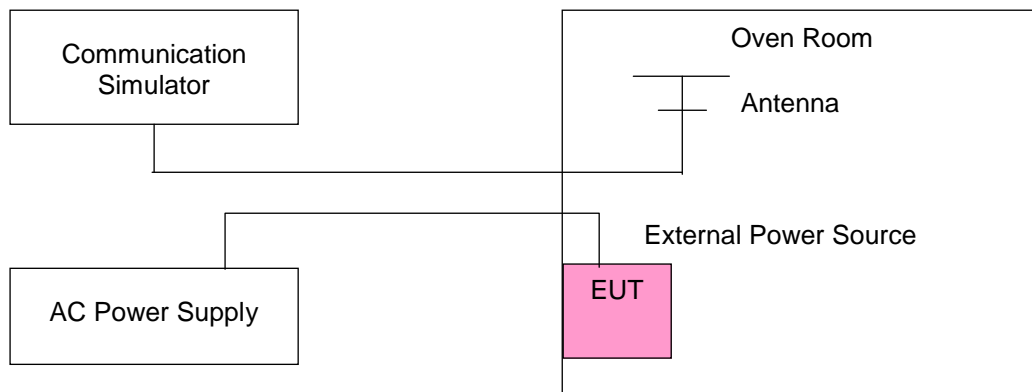 Communication
Simulator
Oven Room
Antenna
External Power Source
AC Power Supply
EUT